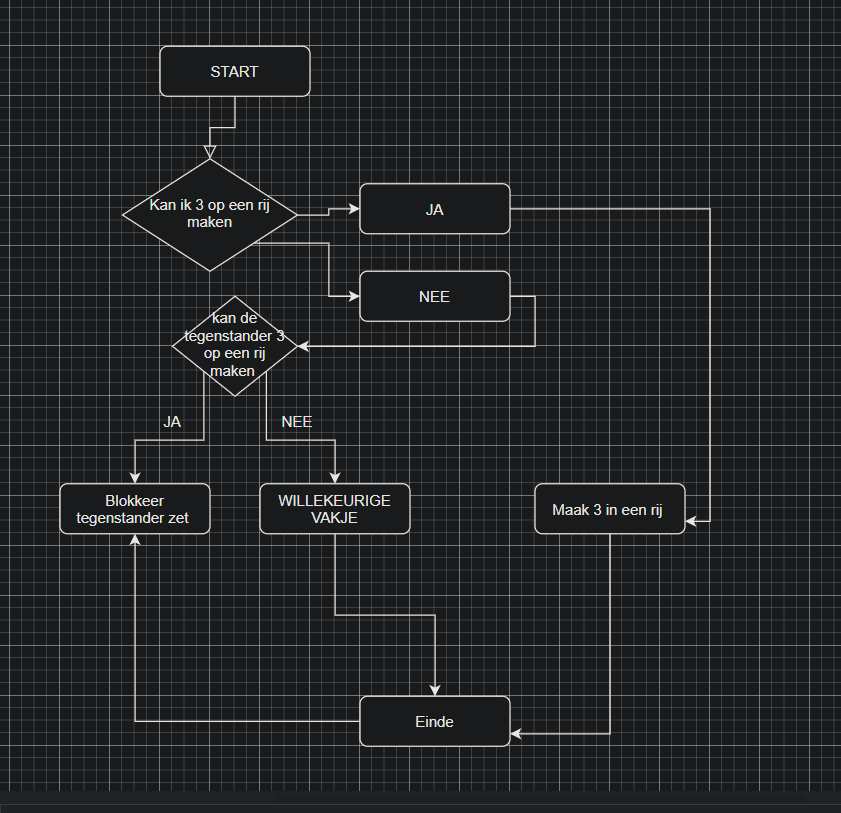 START
Kan ik 3 op een rij
maken
JA
NEE
kan de
tegenstander 3
op een rij
maken
JA
NEE
Blokkeer
tegenstander zet
WILLEKEURIGE
VAKJE
Maak 3 in een rij
Einde